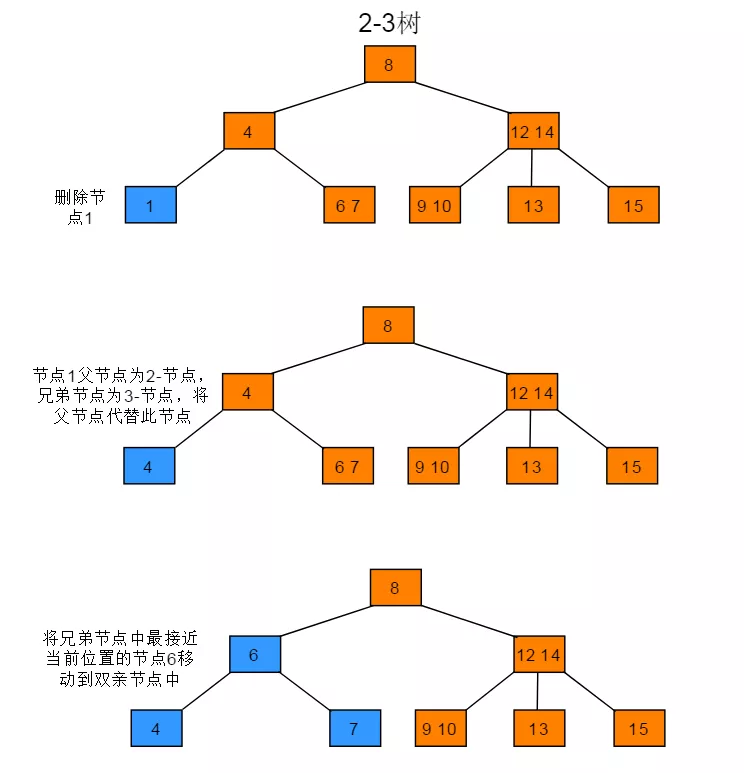 2-3树
8
4
12 14
删除节
点1
1
6 7
9 10
13
15
8
节点1父节点为2-节点，
兄弟节点为3-节点，将
父节点代替此节点
4
12 14
4
6 7
9 10
13
15
8
将兄弟节点中最接近
当前位置的节点6移
动到双亲节点中
6
12 14
4
7
9 10
13
15